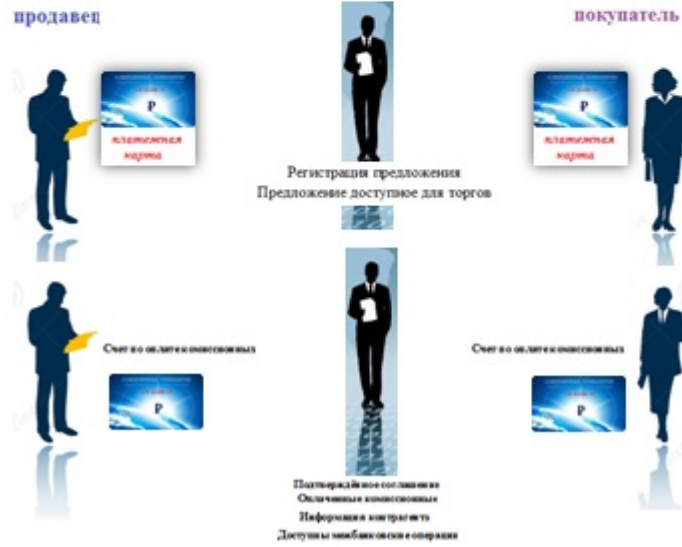 продавец
покупатель
Р
платежная
карта
Р
платежная
карта
Регистрация предложения
Предложение доступное для торгов
Счет по оплате комиссионных
Счет по оплате комиссионных
Р
Р
Подтверждённое соглашение
Оплаченные комиссионные
Информация контрагента
Доступны межбанковские операции